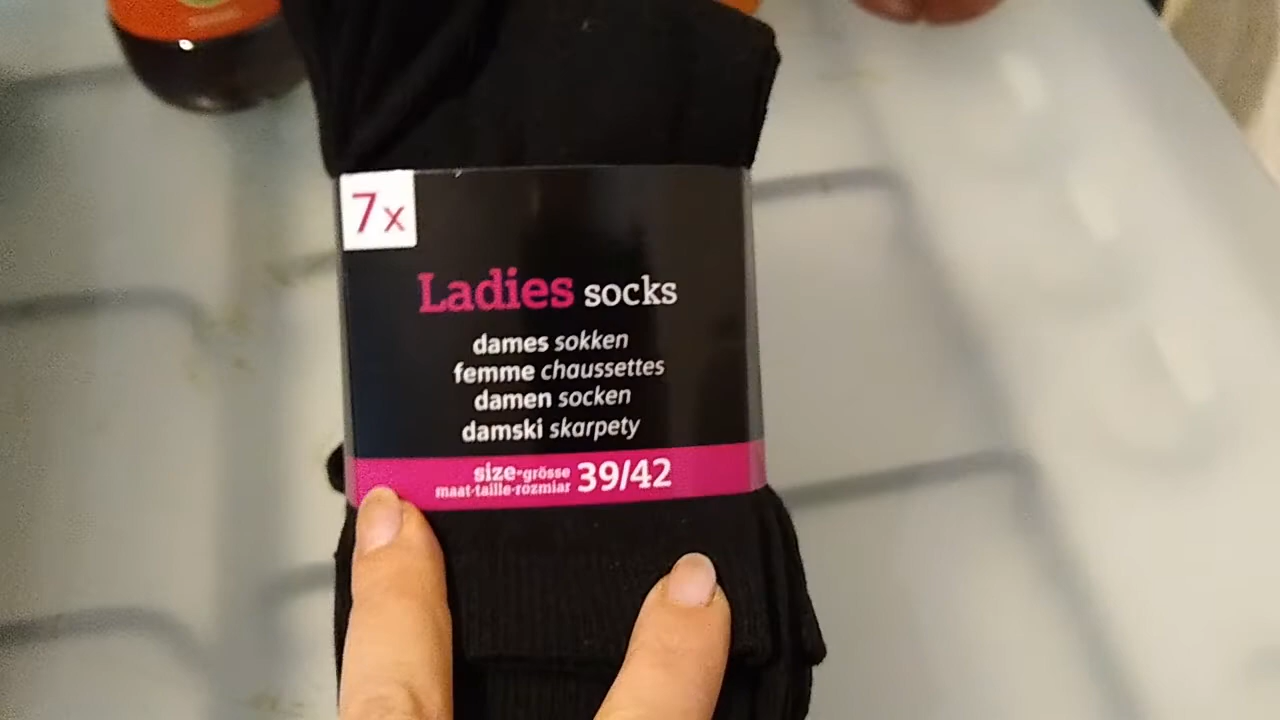 7x
Ladies socks
dames sokken
femme chaussettes
damen socken
damski skarpety
size-grösse
maat-taille-rozmiar
39/42